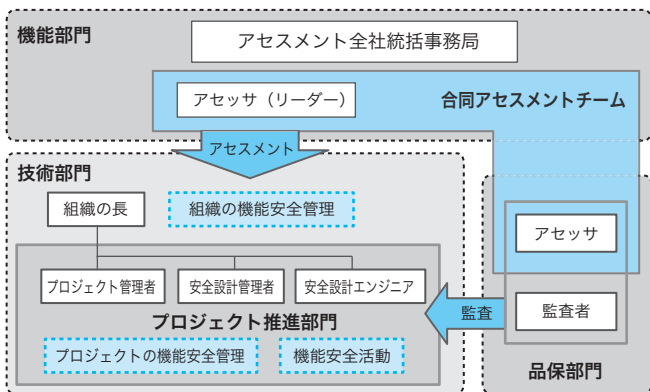 機能部門
アセスメント全社統括事務局
アセッサ（リーダー）
合同アセスメントチーム
アセスメント
技術部門
組織の長
組織の機能安全管理
アセッサ
プロジェクト管理者
安全設計管理者
安全設計エンジニア
監査
監査者
プロジェクト推進部門
プロジェクトの機能安全管理
機能安全活動
品保部門